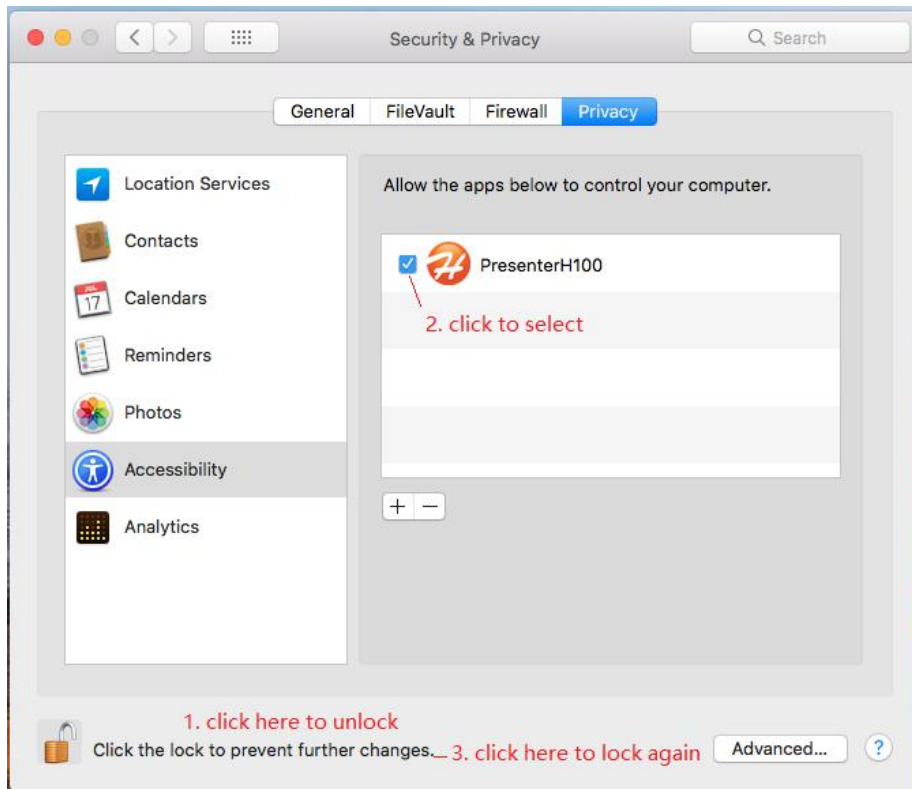 Security & Privacy
Search
General
FileVault
Firewall
Privacy
Location Services
Contacts
JUL
17
Calendars
Reminders
Photos
Accessibility
Analytics
Allow the apps below to control your computer.
H
PresenterH100
2. click to select
+ −
1. click here to unlock
Click the lock to prevent further changes.
3. click here to lock again
Advanced...
?